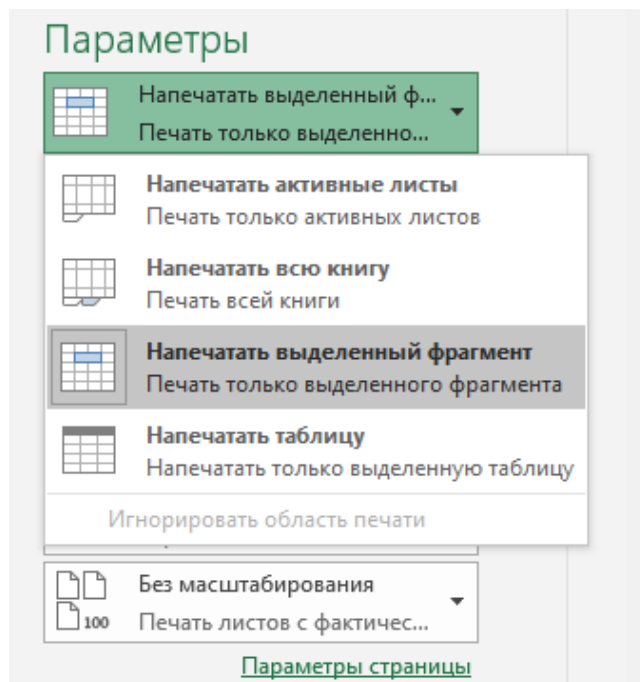 Параметры
Напечатать выделенный ф...
Печать только выделенно...
Напечатать активные листы
Печать только активных листов
Напечатать всю книгу
Печать всей книги
Напечатать выделенный фрагмент
Печать только выделенного фрагмента
Напечатать таблицу
Напечатать только выделенную таблицу
Игнорировать область печати
Без масштабирования
100
Печать листов с фактичес...
Параметры страницы